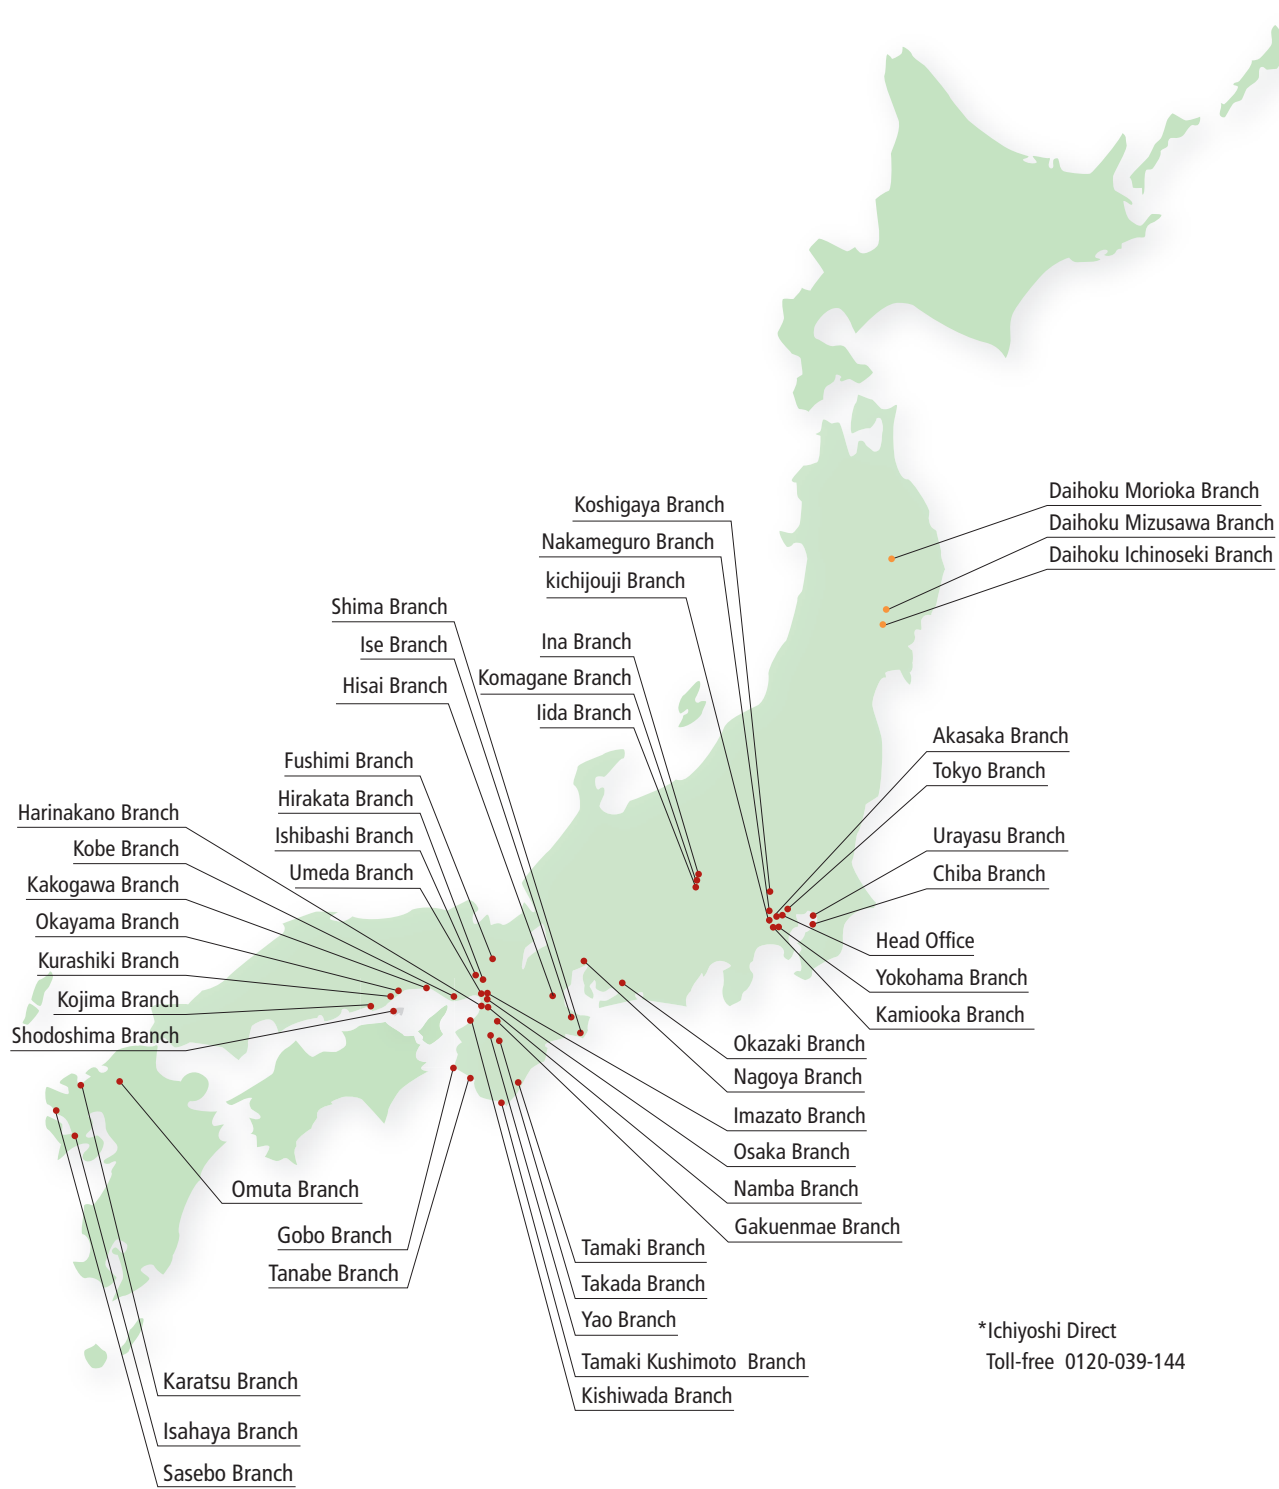 Daihoku Morioka Branch
Daihoku Mizusawa Branch
Daihoku Ichinoseki Branch
Koshigaya Branch
Nakameguro Branch
kichijouji Branch
Shima Branch
Ise Branch
Hisai Branch
Ina Branch
Komagane Branch
Iida Branch
Akasaka Branch
Tokyo Branch
Urayasu Branch
Chiba Branch
Head Office
Yokohama Branch
Kamiooka Branch
Fushimi Branch
Hirakata Branch
Ishibashi Branch
Umeda Branch
Harinakano Branch
Kobe Branch
Kakogawa Branch
Okayama Branch
Kurashiki Branch
Kojima Branch
Shodoshima Branch
Okazaki Branch
Nagoya Branch
Imazato Branch
Osaka Branch
Namba Branch
Gakuenmae Branch
Omuta Branch
Gobo Branch
Tanabe Branch
Tamaki Branch
Takada Branch
Yao Branch
Tamaki Kushimoto Branch
Kishiwada Branch
Karatsu Branch
Isahaya Branch
Sasebo Branch
*Ichiyoshi Direct
Toll-free 0120-039-144